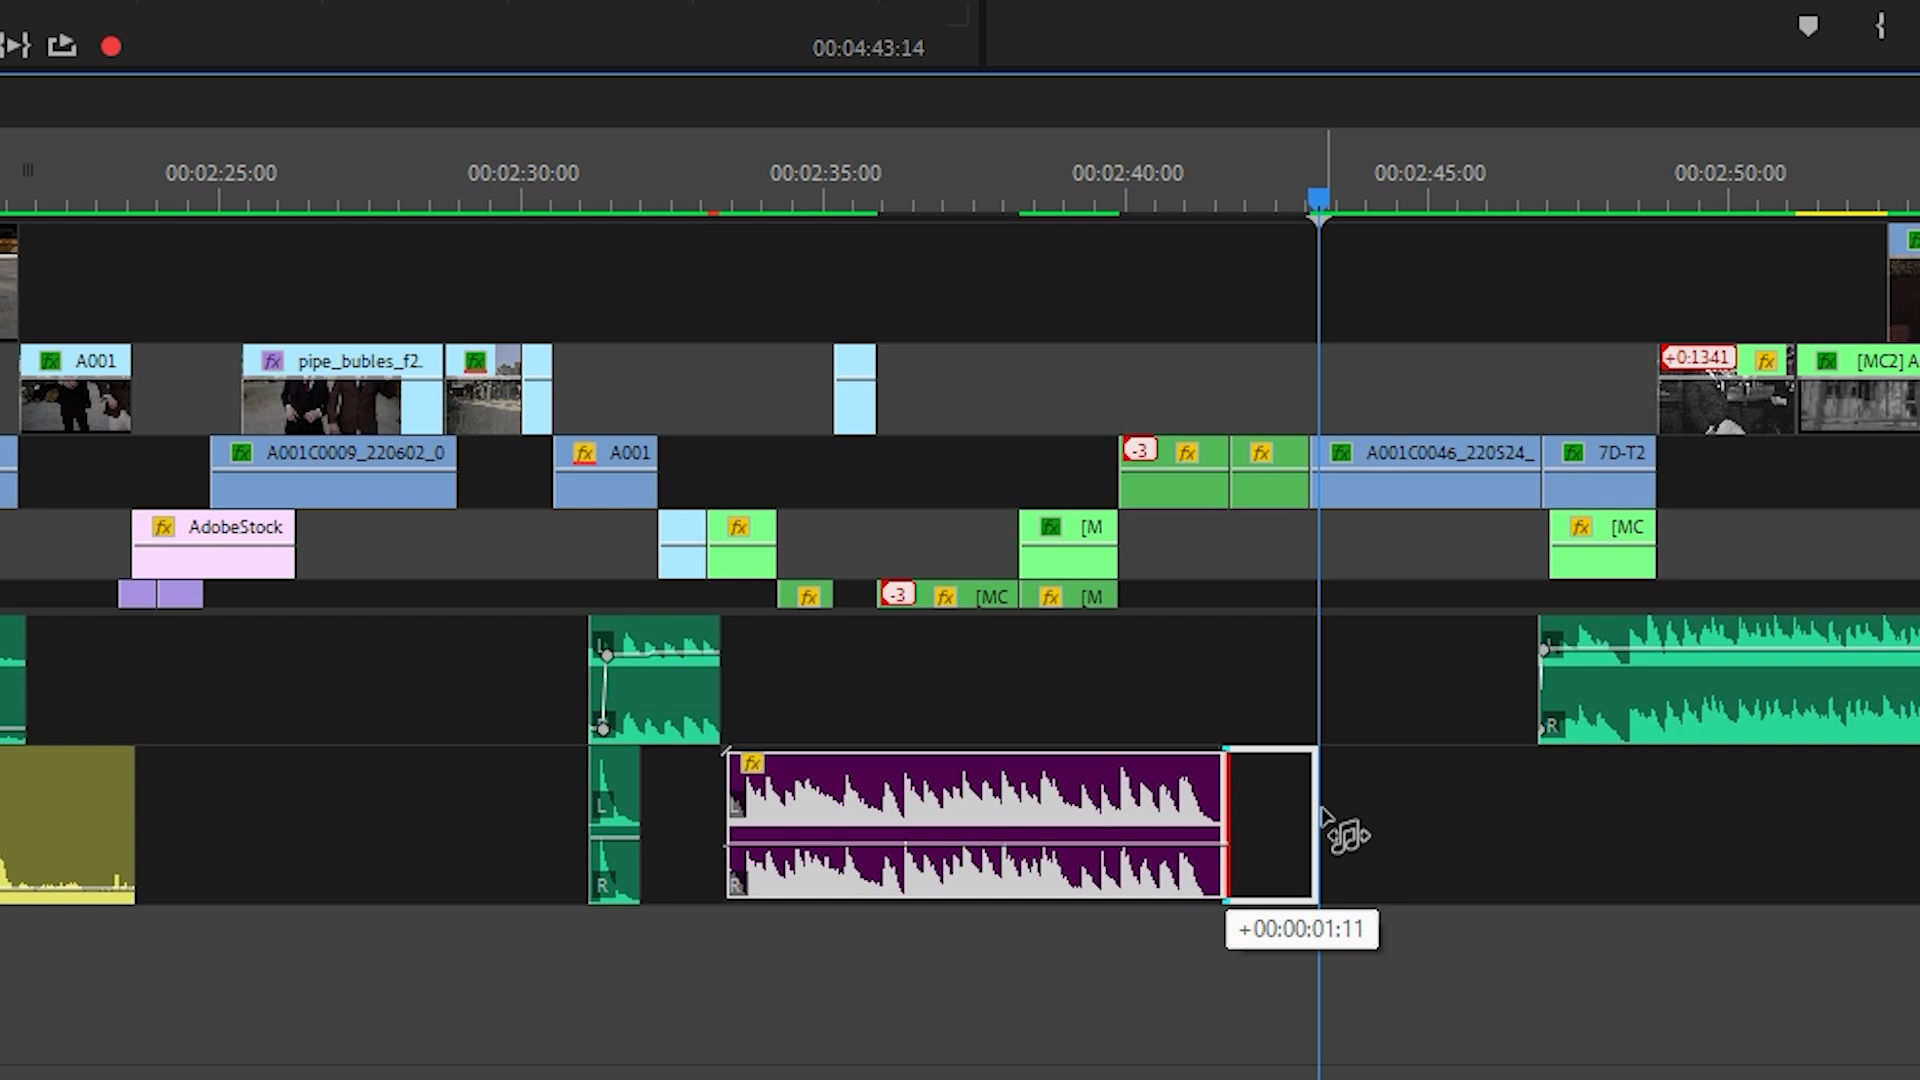 00:04:43:14
00:02:25:00 00:02:30:00 00:02:35:00 00:02:40:00 00:02:45:00 00:02:50:00
fx
fx A001 fx pipe_bubles_f2. fx +0:1341 fx fx [MC2] A
fx A001C0009_220602_0 fx A001 -3 fx fx fx A001C0046_220524_ fx 7D-T2
fx AdobeStock fx fx [M fx [MC
fx -3 fx [MC fx [M
L L
R R
fx
L L
R R
+00:00:01:11